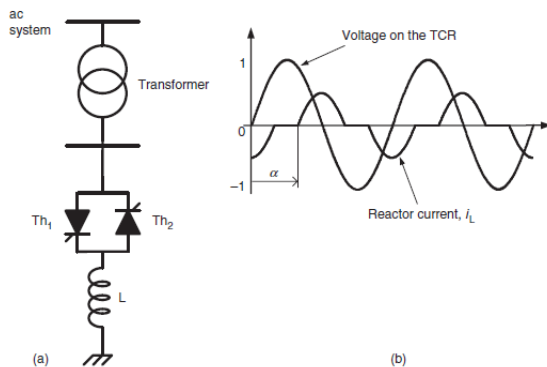 ac
system
Transformer
Th1
Th2
L
(a)
Voltage on the TCR
1
0
α
−1
Reactor current, iL
(b)